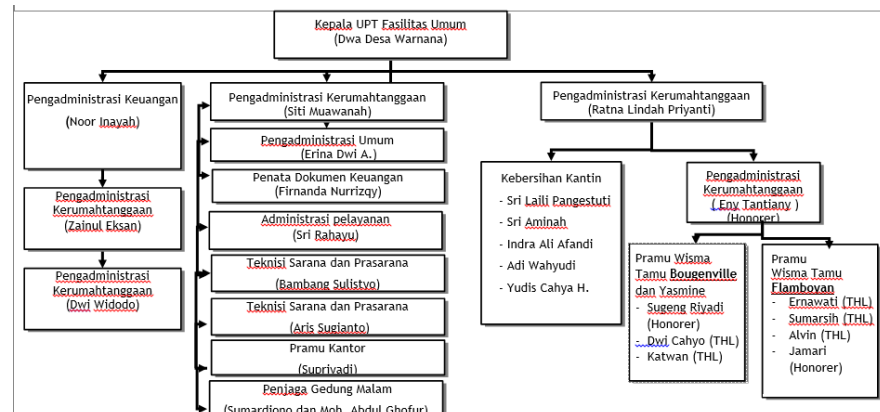 Kepala UPT Fasilitas Umum
(Dwa Desa Warnana)
Pengadministrasi Keuangan
(Noor Inayah)
Pengadministrasi
Kerumahtanggaan
(Zainul Eksan)
Pengadministrasi
Kerumahtanggaan
(Dwi Widodo)
Pengadministrasi Kerumahtanggaan
(Siti Muawanah)
Pengadministrasi Umum
(Erina Dwi A.)
Penata Dokumen Keuangan
(Firnanda Nurrizqy)
Administrasi pelayanan
(Sri Rahayu)
Teknisi Sarana dan Prasarana
(Bambang Sulistyo)
Teknisi Sarana dan Prasarana
(Aris Sugianto)
Pramu Kantor
(Supriyadi)
Penjaga Gedung Malam
(Sumardiono dan Moh. Abdul Ghofur)
Pengadministrasi Kerumahtanggaan
(Ratna Lindah Priyanti)
Kebersihan Kantin
- Sri Laili Pangestuti
- Sri Aminah
- Indra Ali Afandi
- Adi Wahyudi
- Yudis Cahya H.
Pengadministrasi
Kerumahtanggaan
( Eny Tantiany )
(Honorer)
Pramu Wisma
Tamu Bougenville
dan Yasmine
- Sugeng Riyadi
(Honorer)
- Dwi Cahyo (THL)
- Katwan (THL)
Pramu
Wisma Tamu
Flamboyan
- Ernawati (THL)
- Sumarsih (THL)
- Alvin (THL)
- Jamari
(Honorer)